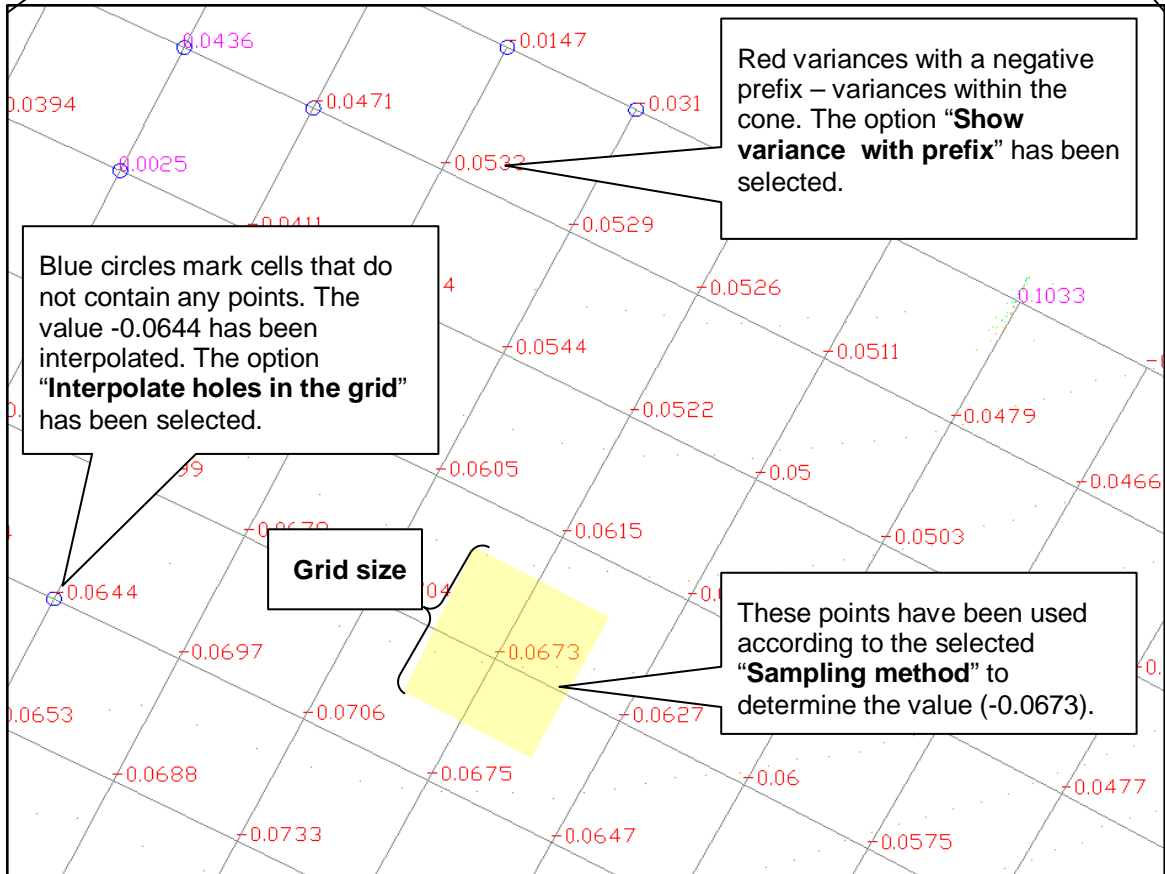 0.0436
-0.0147
Red variances with a negative
prefix – variances within the
cone. The option “Show
variance with prefix” has been
selected.
0.0394
-0.0471
-0.031
0.0025
-0.0532
-0.0411
-0.0529
Blue circles mark cells that do
not contain any points. The
value -0.0644 has been
interpolated. The option
“Interpolate holes in the grid”
has been selected.
4
-0.0526
0.1033
-0.0544
-0.0511
-0.0522
-0.0479
99
-0.0605
-0.05
-0.0466
-0.0615
-0.0503
Grid size
04
-0.0644
These points have been used
according to the selected
“Sampling method” to
determine the value (-0.0673).
-0.0697
-0.0673
0.0653
-0.0706
-0.0627
-0.0688
-0.0675
-0.06
-0.0477
-0.0733
-0.0647
-0.0575